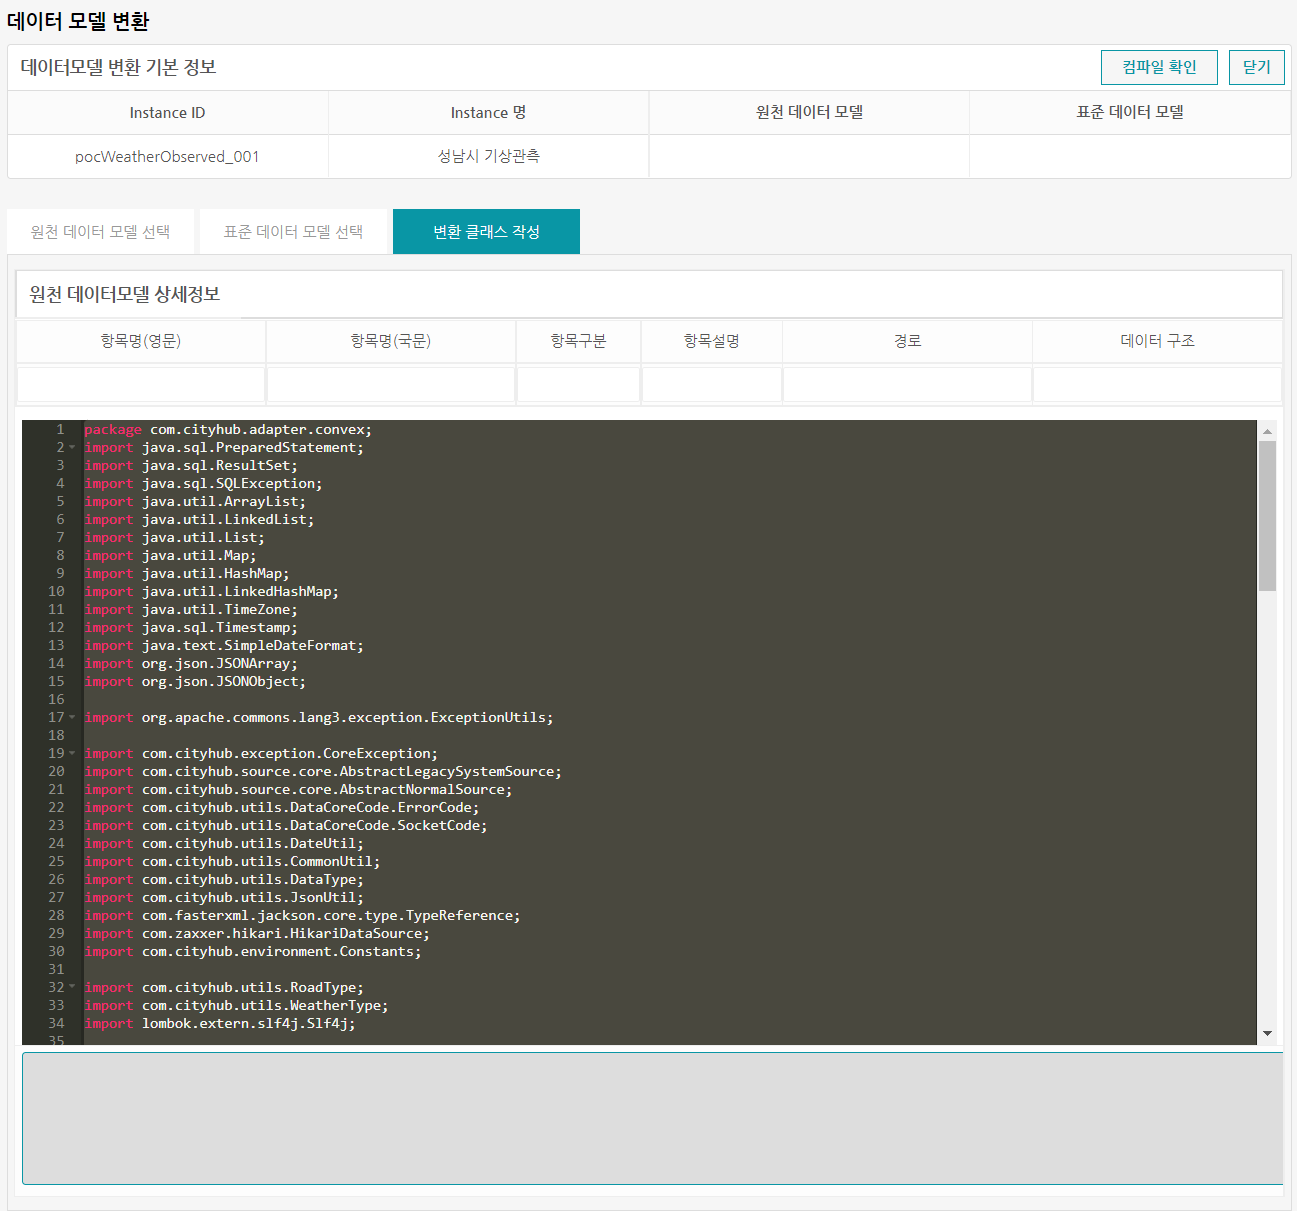 데이터 모델 변환
데이터모델 변환 기본 정보
컴파일 확인 닫기
Instance ID Instance 명 원천 데이터 모델 표준 데이터 모델
pocWeatherObserved_001 성남시 기상관측
원천 데이터 모델 선택 표준 데이터 모델 선택 변환 클래스 작성
원천 데이터모델 상세정보
항목명(영문) 항목명(국문) 항목구분 항목설명 경로 데이터 구조
1 package com.cityhub.adapter.convex;
2 import java.sql.PreparedStatement;
3 import java.sql.ResultSet;
4 import java.sql.SQLException;
5 import java.util.ArrayList;
6 import java.util.LinkedList;
7 import java.util.List;
8 import java.util.Map;
9 import java.util.HashMap;
10 import java.util.LinkedHashMap;
11 import java.util.TimeZone;
12 import java.sql.Timestamp;
13 import java.text.SimpleDateFormat;
14 import org.json.JSONArray;
15 import org.json.JSONObject;
16
17 import org.apache.commons.lang3.exception.ExceptionUtils;
18
19 import com.cityhub.exception.CoreException;
20 import com.cityhub.source.core.AbstractLegacySystemSource;
21 import com.cityhub.source.core.AbstractNormalSource;
22 import com.cityhub.utils.DataCoreCode.ErrorCode;
23 import com.cityhub.utils.DataCoreCode.SocketCode;
24 import com.cityhub.utils.DateUtil;
25 import com.cityhub.utils.CommonUtil;
26 import com.cityhub.utils.DataType;
27 import com.cityhub.utils.JsonUtil;
28 import com.fasterxml.jackson.core.type.TypeReference;
29 import com.zaxxer.hikari.HikariDataSource;
30 import com.cityhub.environment.Constants;
31
32 import com.cityhub.utils.RoadType;
33 import com.cityhub.utils.WeatherType;
34 import lombok.extern.slf4j.Slf4j;
35